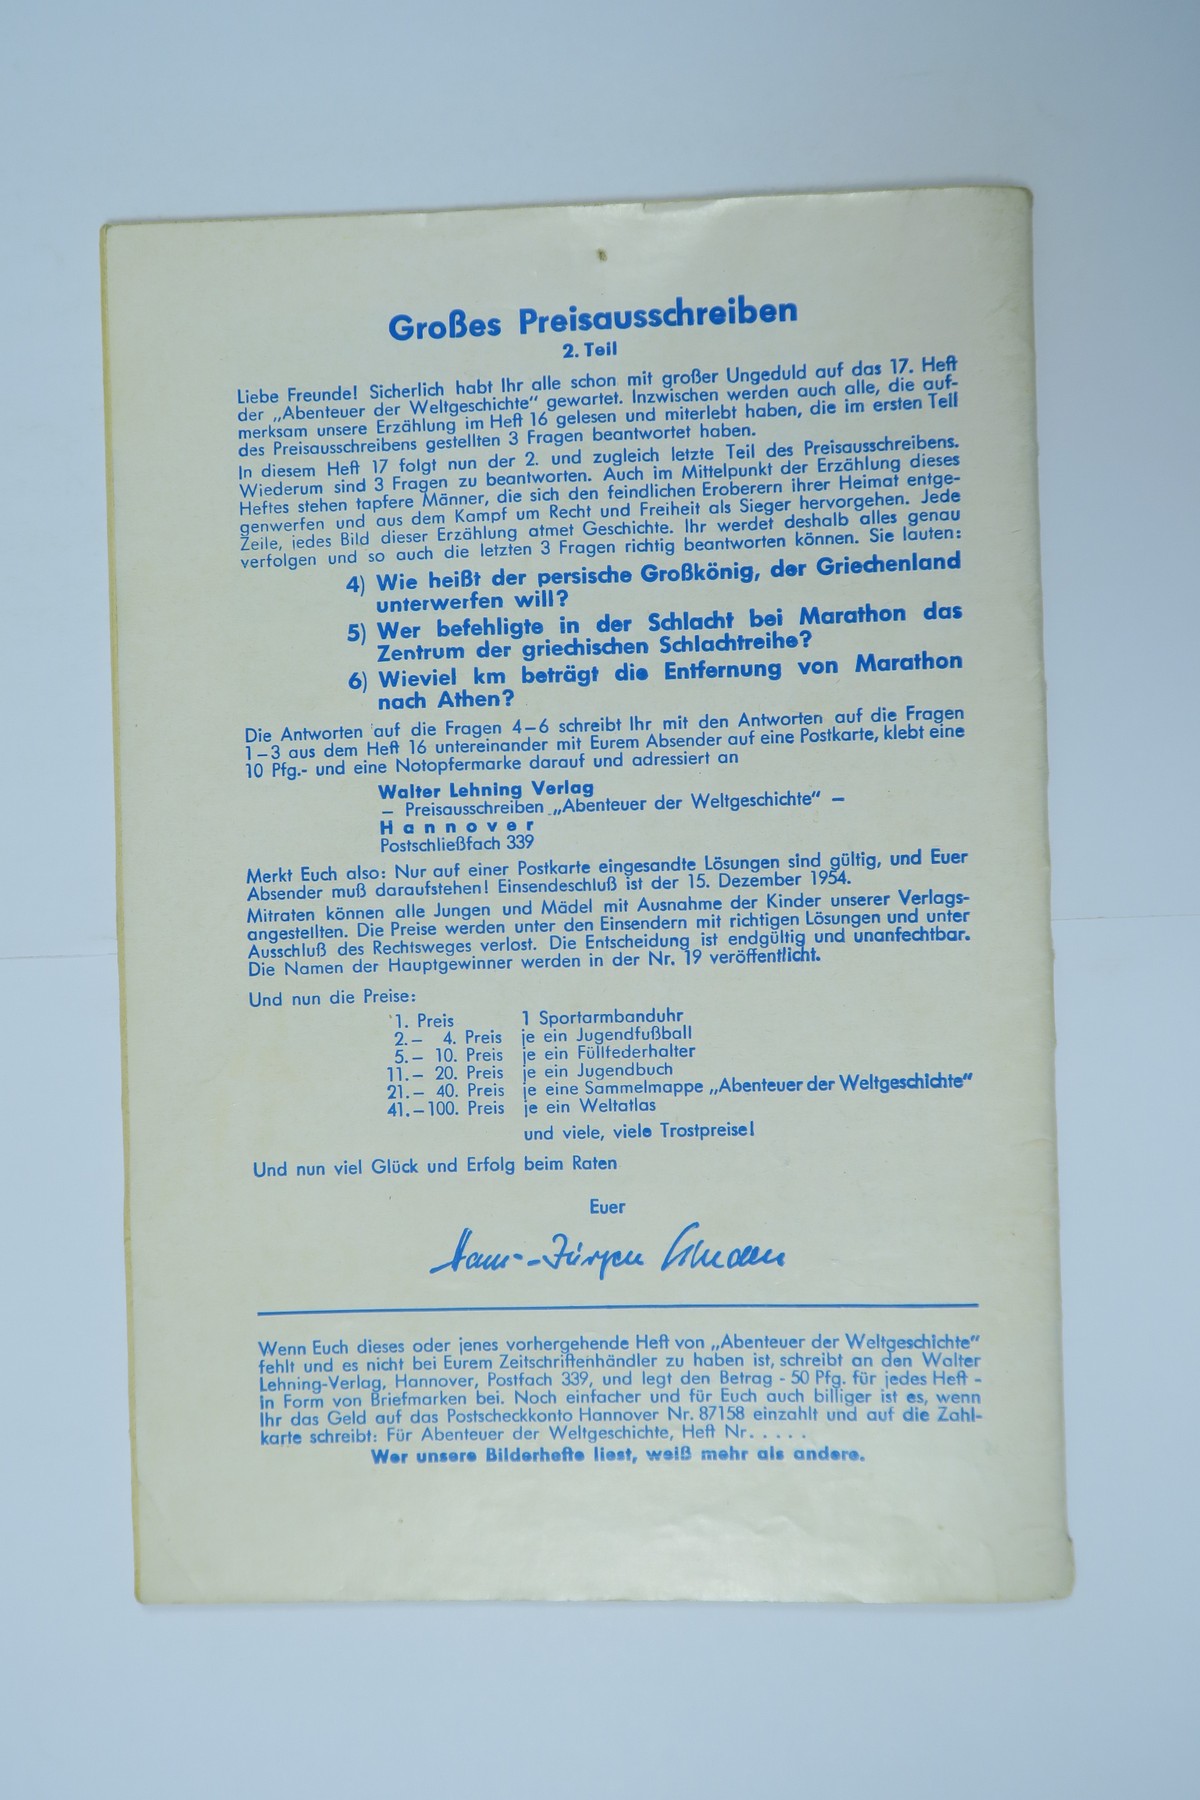 Großes Preisausschreiben
2. Teil
Liebe Freunde! Sicherlich habt Ihr alle schon mit großer Ungeduld auf das 17. Heft
der „Abenteuer der Weltgeschichte“ gewartet. Inzwischen werden auch alle, die auf-
merksam unsere Erzählung im Heft 16 gelesen und miterlebt haben, die im ersten Teil
des Preisausschreibens gestellten 3 Fragen beantwortet haben.
In diesem Heft 17 folgt nun der 2. und zugleich letzte Teil des Preisausschreibens.
Wiederum sind 3 Fragen zu beantworten. Auch im Mittelpunkt der Erzählung dieses
Heftes stehen tapfere Männer, die sich den feindlichen Eroberern ihrer Heimat entge-
genwerfen und aus dem Kampf um Recht und Freiheit als Sieger hervorgehen. Jede
Zeile, jedes Bild dieser Erzählung atmet Geschichte. Ihr werdet deshalb alles genau
verfolgen und so auch die letzten 3 Fragen richtig beantworten können. Sie lauten:
4) Wie heißt der persische Großkönig, der Griechenland
unterwerfen will?
5) Wer befehligte in der Schlacht bei Marathon das
Zentrum der griechischen Schlachtreihe?
6) Wieviel km beträgt die Entfernung von Marathon
nach Athen?
Die Antworten auf die Fragen 4–6 schreibt Ihr mit den Antworten auf die Fragen
1–3 aus dem Heft 16 untereinander mit Eurem Absender auf eine Postkarte, klebt eine
10 Pfg.- und eine Notopfermarke darauf und adressiert an
Walter Lehning Verlag
– Preisausschreiben „Abenteuer der Weltgeschichte“ –
Hannover
Postschließfach 339
Merkt Euch also: Nur auf einer Postkarte eingesandte Lösungen sind gültig, und Euer
Absender muß daraufstehen! Einsendeschluß ist der 15. Dezember 1954.
Mitraten können alle Jungen und Mädel mit Ausnahme der Kinder unserer Verlags-
angestellten. Die Preise werden unter den Einsendern mit richtigen Lösungen und unter
Ausschluß des Rechtsweges verlost. Die Entscheidung ist endgültig und unanfechtbar.
Die Namen der Hauptgewinner werden in der Nr. 19 veröffentlicht.
Und nun die Preise:
1. Preis 1 Sportarmbanduhr
2.– 4. Preis je ein Jugendfußball
5.– 10. Preis je ein Füllfederhalter
11.– 20. Preis je ein Jugendbuch
21.– 40. Preis je eine Sammelmappe „Abenteuer der Weltgeschichte“
41.–100. Preis je ein Weltatlas
und viele, viele Trostpreise!
Und nun viel Glück und Erfolg beim Raten
Euer
Hans-Jürgen
Wenn Euch dieses oder jenes vorhergehende Heft von „Abenteuer der Weltgeschichte“
fehlt und es nicht bei Eurem Zeitschriftenhändler zu haben ist, schreibt an den Walter
Lehning-Verlag, Hannover, Postfach 339, und legt den Betrag - 50 Pfg. für jedes Heft -
in Form von Briefmarken bei. Noch einfacher und für Euch auch billiger ist es, wenn
Ihr das Geld auf das Postscheckkonto Hannover Nr. 87158 einzahlt und auf die Zahl-
karte schreibt: Für Abenteuer der Weltgeschichte, Heft Nr. . . . .
Wer unsere Bilderhefte liest, weiß mehr als andere.